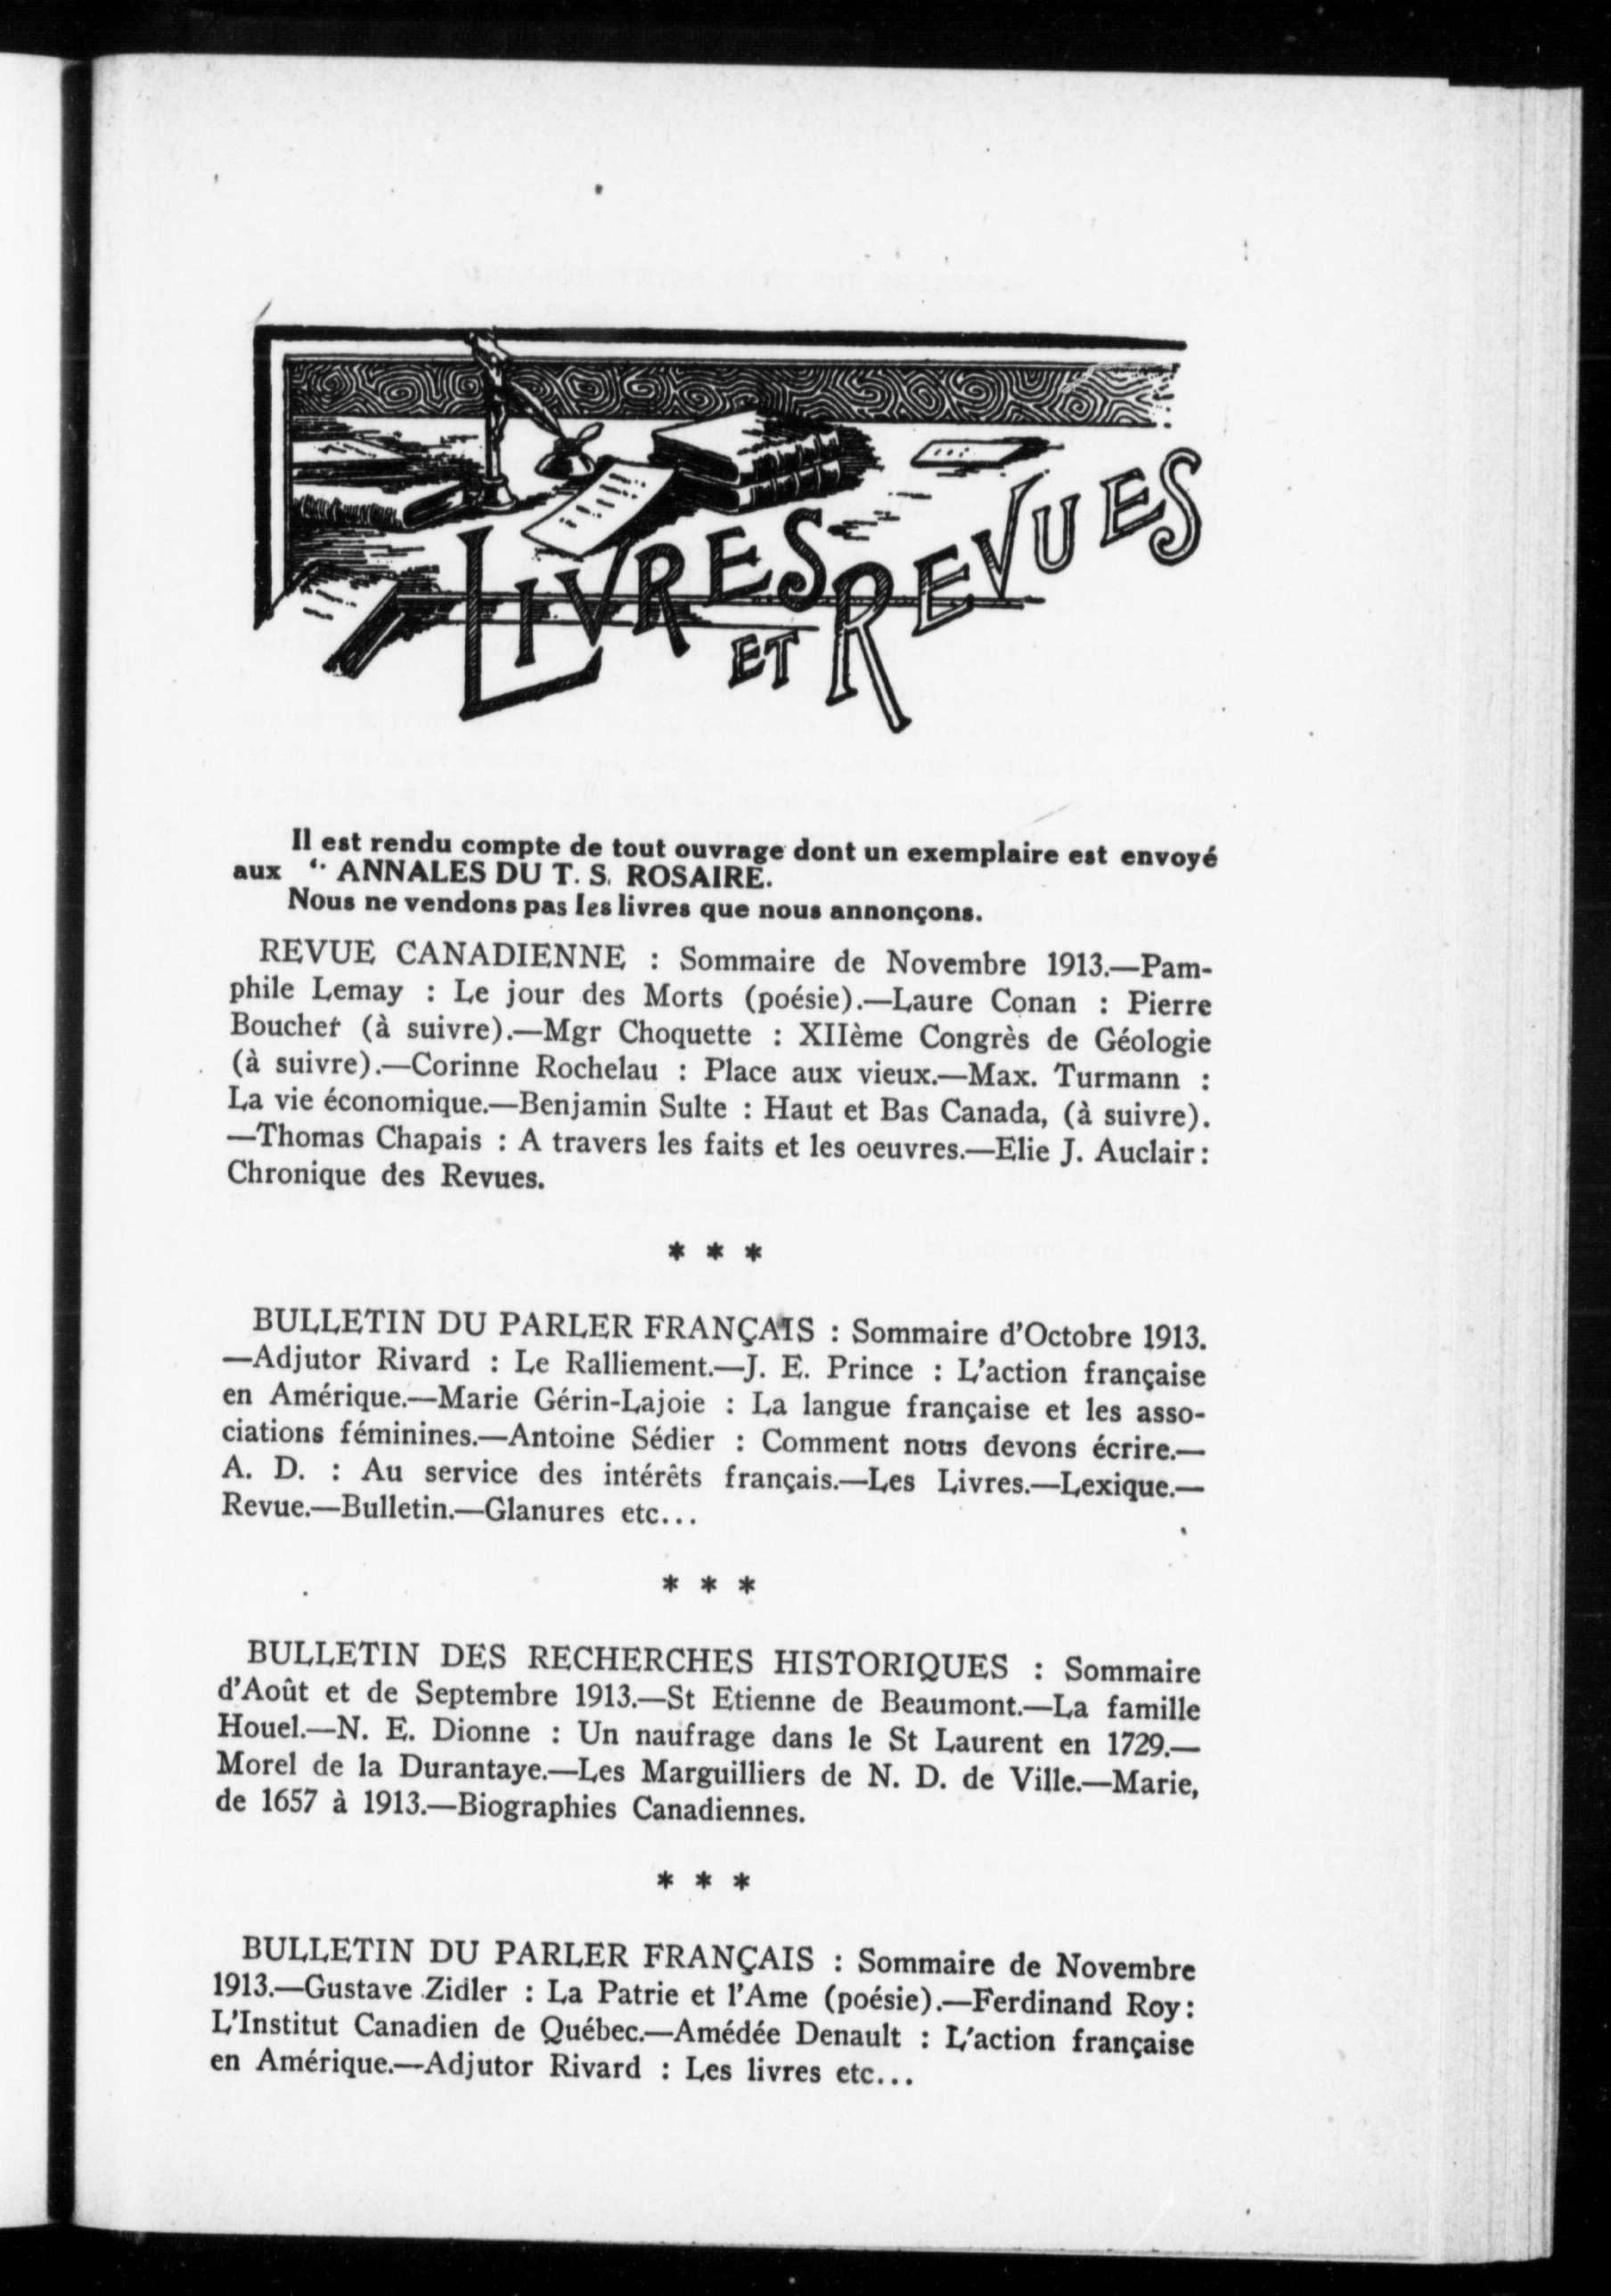 LIVRES ET REVUES
Il est rendu compte de tout ouvrage dont un exemplaire est envoyé
aux “ ANNALES DU T. S. ROSAIRE.
Nous ne vendons pas les livres que nous annonçons.
REVUE CANADIENNE : Sommaire de Novembre 1913.—Pam-
phile Lemay : Le jour des Morts (poésie).—Laure Conan : Pierre
Boucher (à suivre).—Mgr Choquette : XIIème Congrès de Géologie
(à suivre).—Corinne Rochelau : Place aux vieux.—Max. Turmann :
La vie économique.—Benjamin Sulte : Haut et Bas Canada, (à suivre).
—Thomas Chapais : A travers les faits et les oeuvres.—Elie J. Auclair :
Chronique des Revues.
* * *
BULLETIN DU PARLER FRANÇAIS : Sommaire d'Octobre 1913.
—Adjutor Rivard : Le Ralliement.—J. E. Prince : L'action française
en Amérique.—Marie Gérin-Lajoie : La langue française et les asso-
ciations féminines.—Antoine Sédier : Comment nous devons écrire.—
A. D. : Au service des intérêts français.—Les Livres.—Lexique.—
Revue.—Bulletin.—Glanures etc...
* * *
BULLETIN DES RECHERCHES HISTORIQUES : Sommaire
d'Août et de Septembre 1913.—St Etienne de Beaumont.—La famille
Houel.—N. E. Dionne : Un naufrage dans le St Laurent en 1729.—
Morel de la Durantaye.—Les Marguilliers de N. D. de Ville.—Marie,
de 1657 à 1913.—Biographies Canadiennes.
* * *
BULLETIN DU PARLER FRANÇAIS : Sommaire de Novembre
1913.—Gustave Zidler : La Patrie et l'Ame (poésie).—Ferdinand Roy :
L'Institut Canadien de Québec.—Amédée Denault : L'action française
en Amérique.—Adjutor Rivard : Les livres etc...